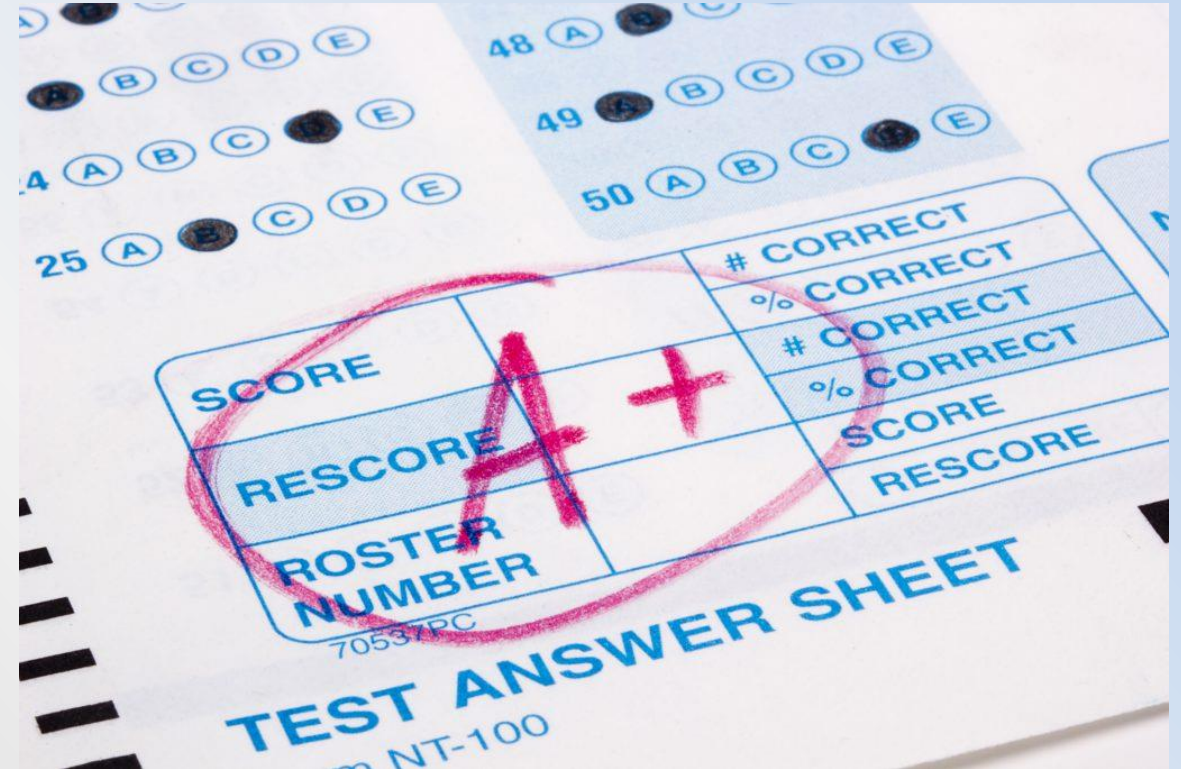 A B C D E
24 A B C D E
25 A B C D E
48 A B C
49 A B C D E
50 A B C D E
SCORE
RESCORE
ROSTER
NUMBER
A+
# CORRECT
% CORRECT
# CORRECT
% CORRECT
SCORE
RESCORE
70537PC
TEST ANSWER SHEET
NT-100